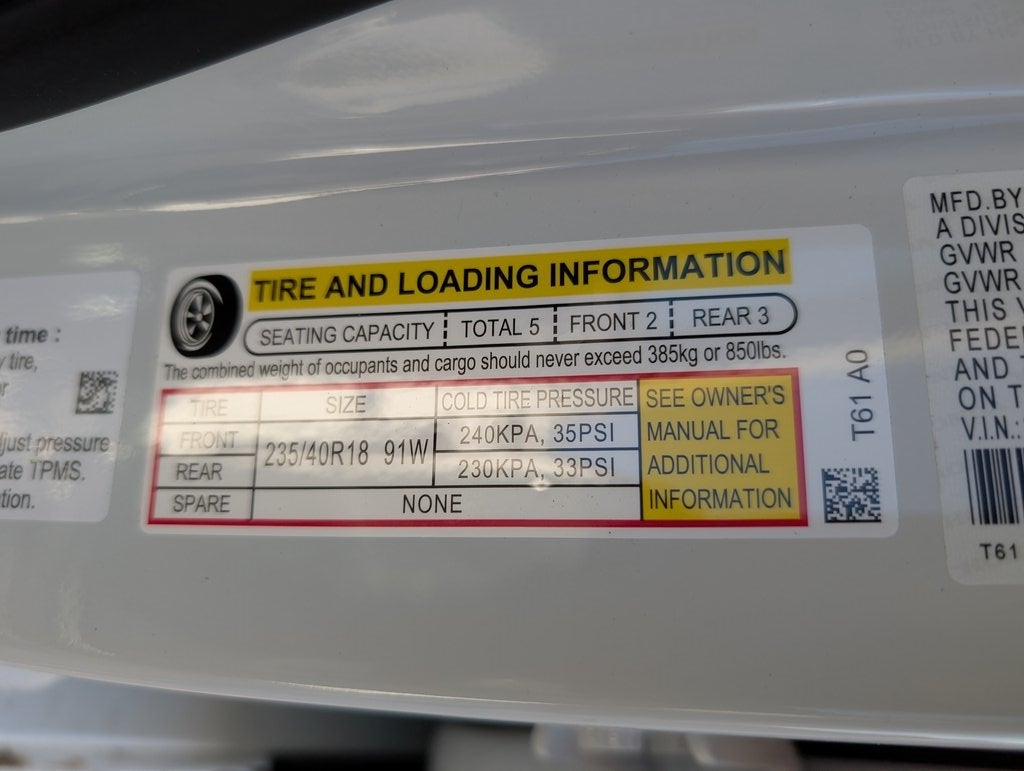 time :
tire,
adjust pressure
TPMS.
TIRE AND LOADING INFORMATION
SEATING CAPACITY TOTAL 5 FRONT 2 REAR 3
The combined weight of occupants and cargo should never exceed 385kg or 850lbs.
TIRE SIZE COLD TIRE PRESSURE SEE OWNER'S
FRONT 235/40R18 91W 240KPA, 35PSI MANUAL FOR
REAR 230KPA, 33PSI ADDITIONAL
SPARE NONE INFORMATION
T61 A0
MFD.BY
A DIVIS
GVWR
GVWR
THIS V
FEDE
AND T
ON T
V.I.N.:
T61